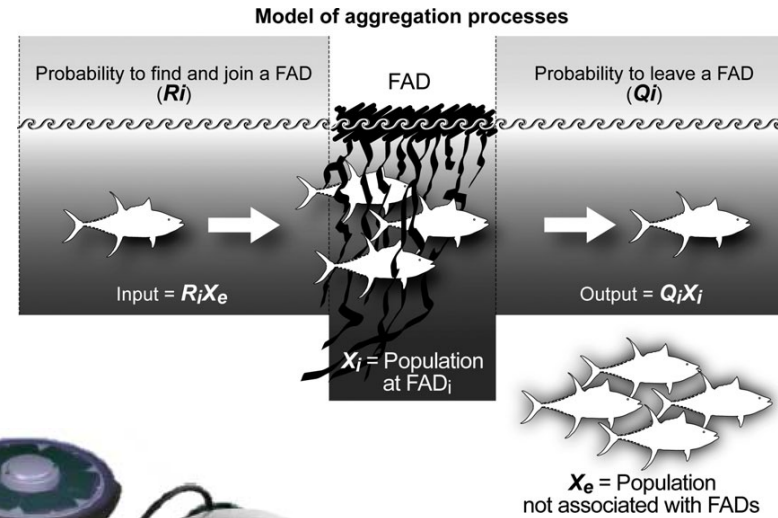 Model of aggregation processes
Probability to find and join a FAD
(Ri)
FAD
Probability to leave a FAD
(Qi)
Input = RiXe
Output = QiXi
Xi = Population
at FADi
Xe = Population
not associated with FADs